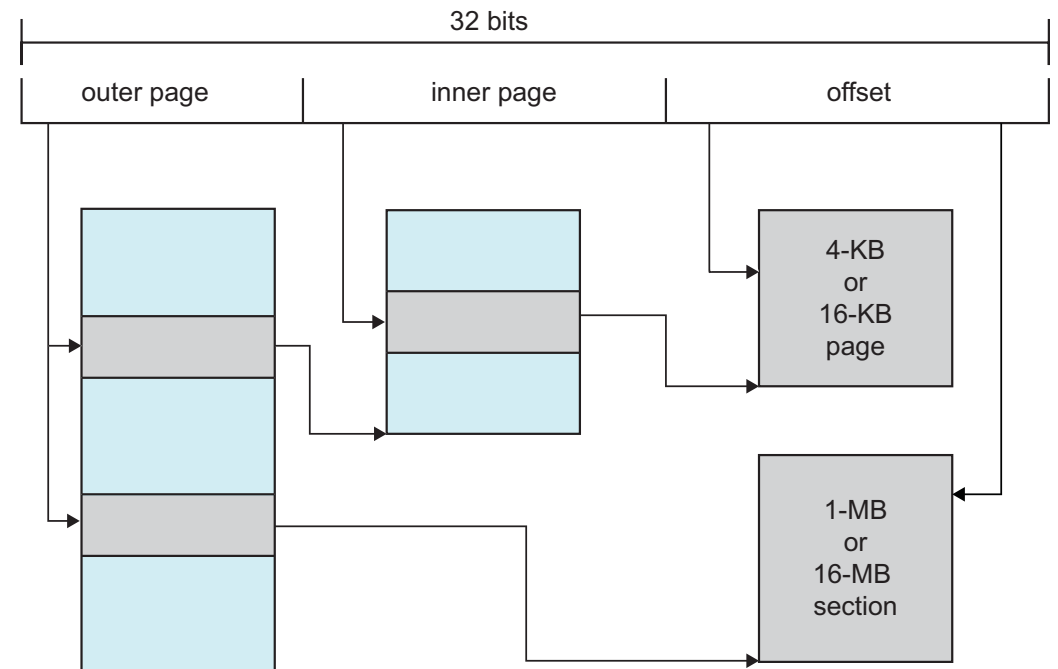 32 bits
outer page
inner page
offset
4-KB
or
16-KB
page
1-MB
or
16-MB
section